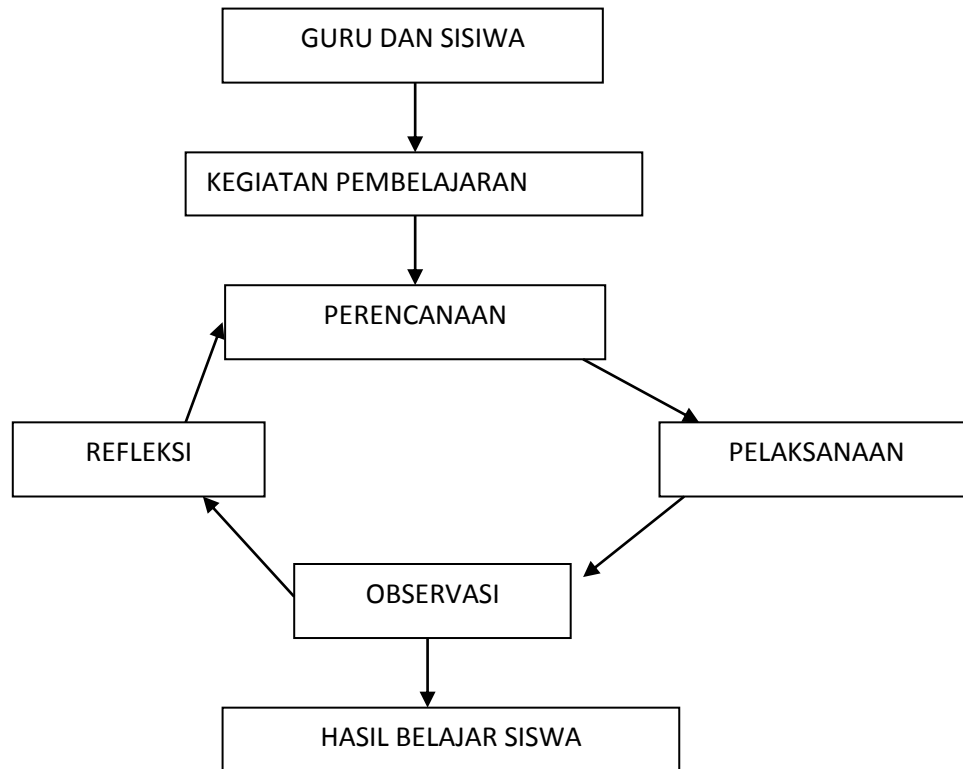 GURU DAN SISIWA
KEGIATAN PEMBELAJARAN
PERENCANAAN
REFLEKSI
PELAKSANAAN
OBSERVASI
HASIL BELAJAR SISWA